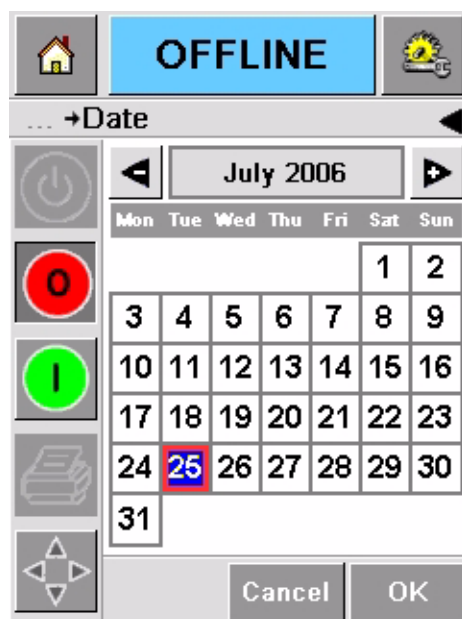 OFFLINE
... →Date
July 2006
Mon Tue Wed Thu Fri Sat Sun
1 2
3 4 5 6 7 8 9
10 11 12 13 14 15 16
17 18 19 20 21 22 23
24 25 26 27 28 29 30
31
Cancel OK
O
I